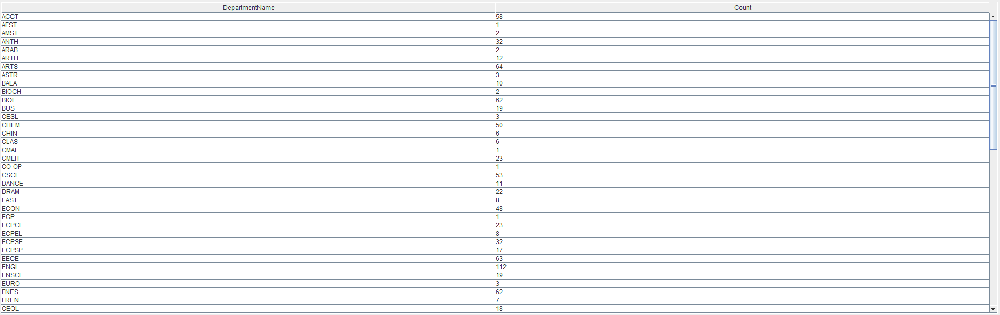 DepartmentName Count
ACCT 58
AFST 1
AMST 2
ANTH 32
ARAB 2
ARTH 12
ARTS 64
ASTR 3
BALA 10
BIOCH 2
BIOL 62
BUS 19
CESL 3
CHEM 50
CHIN 6
CLAS 6
CMAL 1
CMLIT 23
CO-OP 1
CSCI 53
DANCE 11
DRAM 22
EAST 8
ECON 48
ECP 1
ECPCE 23
ECPEL 8
ECPSE 32
ECPSP 17
EECE 63
ENGL 112
ENSCI 19
EURO 3
FNES 62
FREN 7
GEOL 18